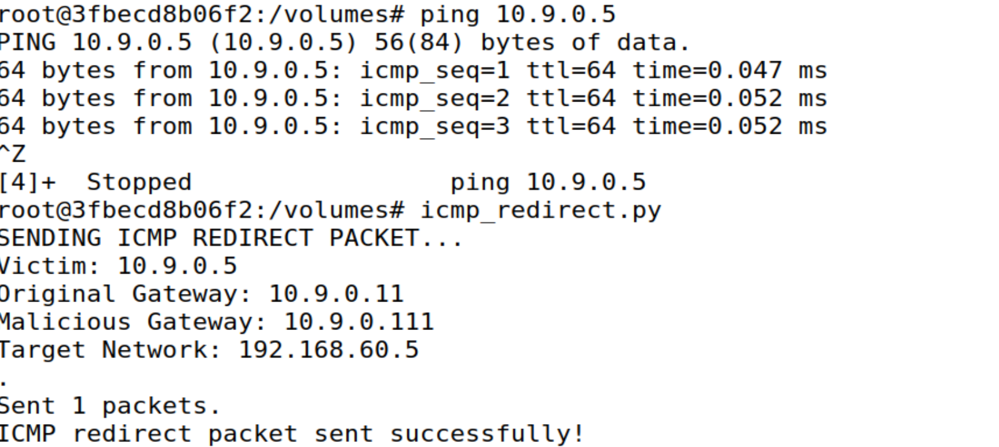 root@3fbecd8b06f2:/volumes# ping 10.9.0.5
PING 10.9.0.5 (10.9.0.5) 56(84) bytes of data.
64 bytes from 10.9.0.5: icmp_seq=1 ttl=64 time=0.047 ms
64 bytes from 10.9.0.5: icmp_seq=2 ttl=64 time=0.052 ms
64 bytes from 10.9.0.5: icmp_seq=3 ttl=64 time=0.052 ms
^Z
[4]+  Stopped                 ping 10.9.0.5
root@3fbecd8b06f2:/volumes# icmp_redirect.py
SENDING ICMP REDIRECT PACKET...
Victim: 10.9.0.5
Original Gateway: 10.9.0.11
Malicious Gateway: 10.9.0.111
Target Network: 192.168.60.5
.
Sent 1 packets.
ICMP redirect packet sent successfully!